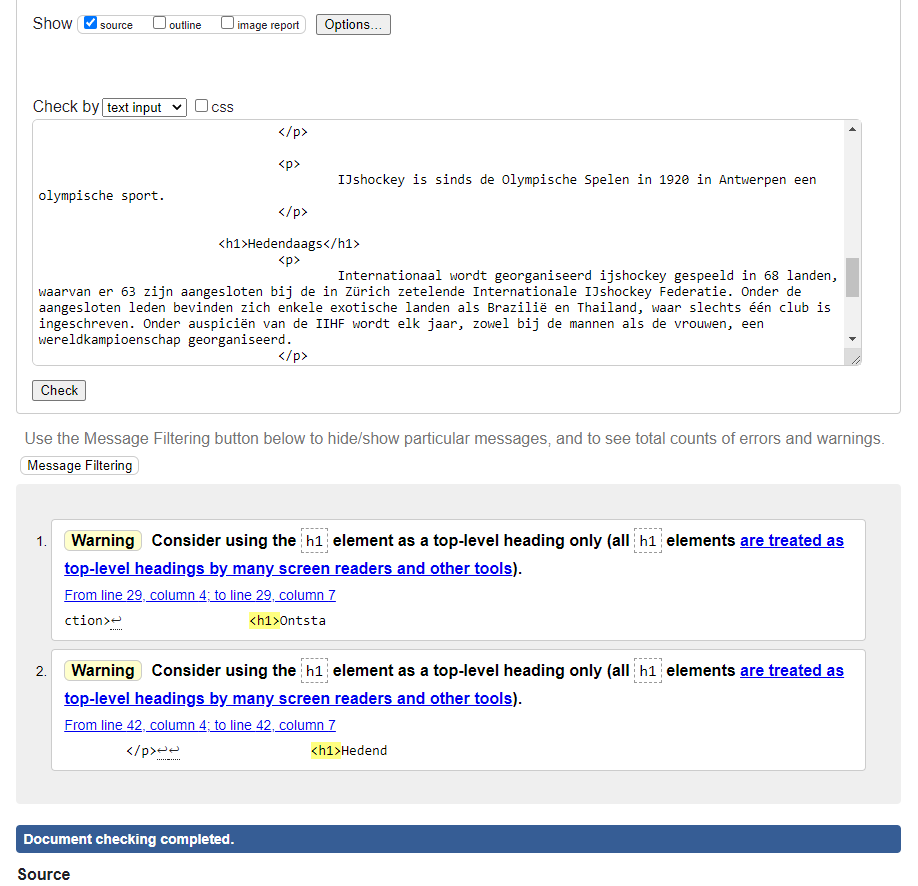 Show source outline image report Options...
Check by text input css
</p>
<p>
IJshockey is sinds de Olympische Spelen in 1920 in Antwerpen een
olympische sport.
</p>
<h1>Hedendaags</h1>
<p>
Internationaal wordt georganiseerd ijshockey gespeeld in 68 landen,
waarvan er 63 zijn aangesloten bij de in Zürich zetelende Internationale IJshockey Federatie. Onder de
aangesloten leden bevinden zich enkele exotische landen als Brazilië en Thailand, waar slechts één club is
ingeschreven. Onder auspiciën van de IIHF wordt elk jaar, zowel bij de mannen als de vrouwen, een
wereldkampioenschap georganiseerd.
</p>
Check
Use the Message Filtering button below to hide/show particular messages, and to see total counts of errors and warnings.
Message Filtering
1. Warning Consider using the h1 element as a top-level heading only (all h1 elements are treated as
top-level headings by many screen readers and other tools).
From line 29, column 4; to line 29, column 7
ction>↩ <h1>Ontsta
2. Warning Consider using the h1 element as a top-level heading only (all h1 elements are treated as
top-level headings by many screen readers and other tools).
From line 42, column 4; to line 42, column 7
</p>↩↩ <h1>Hedend
Document checking completed.
Source